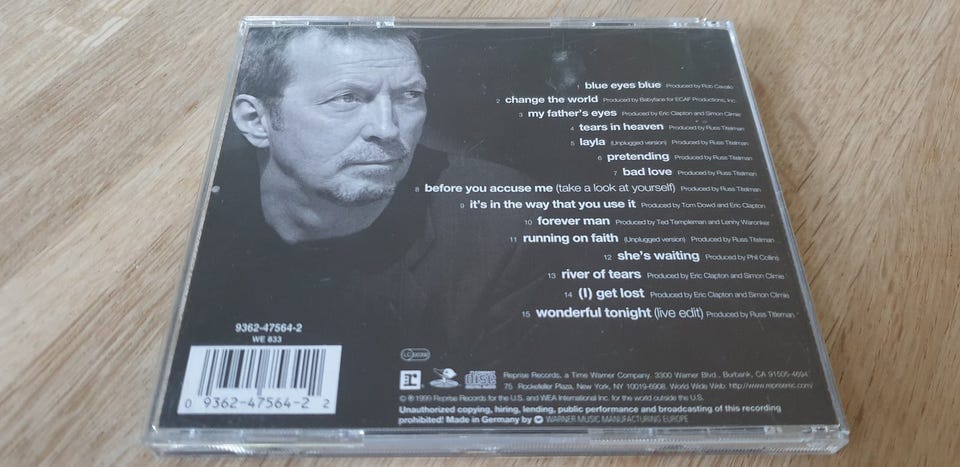 1 blue eyes blue Produced by Rob Cavallo
2 change the world Produced by Babyface for ECAF Productions, Inc.
3 my father's eyes Produced by Eric Clapton and Simon Climie
4 tears in heaven Produced by Russ Titelman
5 layla (Unplugged version) Produced by Russ Titelman
6 pretending Produced by Russ Titelman
7 bad love Produced by Russ Titelman
8 before you accuse me (take a look at yourself) Produced by Russ Titelman
9 it's in the way that you use it Produced by Tom Dowd and Eric Clapton
10 forever man Produced by Ted Templeman and Lenny Waronker
11 running on faith (Unplugged version) Produced by Russ Titelman
12 she's waiting Produced by Phil Collins
13 river of tears Produced by Eric Clapton and Simon Climie
14 (I) get lost Produced by Eric Clapton and Simon Climie
15 wonderful tonight (live edit) Produced by Russ Titelman
9362-47564-2
WE 833
0 9362-47564-2 2
LC
r disc
Reprise Records, a Time Warner Company. 3300 Warner Blvd., Burbank, CA 91505-4694.
75 Rockefeller Plaza, New York, NY 10019-6908. World Wide Web: http://www.repriserec.com/
© ℗ 1999 Reprise Records for the U.S. and WEA International Inc. for the world outside the U.S.
Unauthorized copying, hiring, lending, public performance and broadcasting of this recording
prohibited! Made in Germany by WARNER MUSIC MANUFACTURING EUROPE